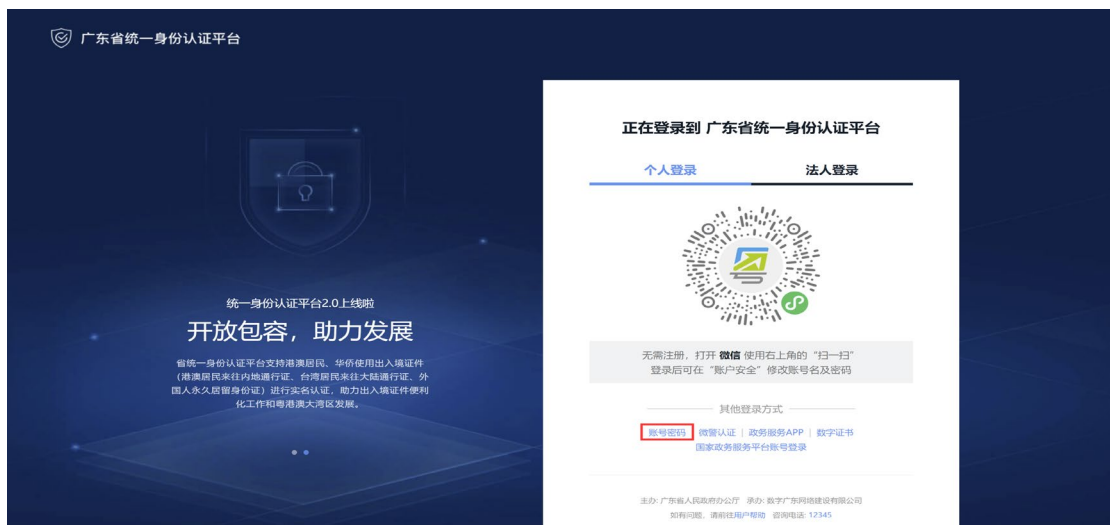 广东省统一身份认证平台
统一身份认证平台2.0上线啦
开放包容，助力发展
省统一身份认证平台支持港澳居民、华侨使用出入境证件
（港澳居民来往内地通行证、台湾居民来往大陆通行证、外
国人永久居留身份证）进行实名认证，助力出入境证件便利
化工作和粤港澳大湾区发展。
正在登录到 广东省统一身份认证平台
个人登录 法人登录
无需注册，打开 微信 使用右上角的“扫一扫”
登录后可在“账户安全”修改账号名及密码
其他登录方式
账号密码 微警认证 | 政务服务APP | 数字证书
国家政务服务平台账号登录
主办: 广东省人民政府办公厅 承办: 数字广东网络建设有限公司
如有问题，请前往用户帮助 咨询电话: 12345